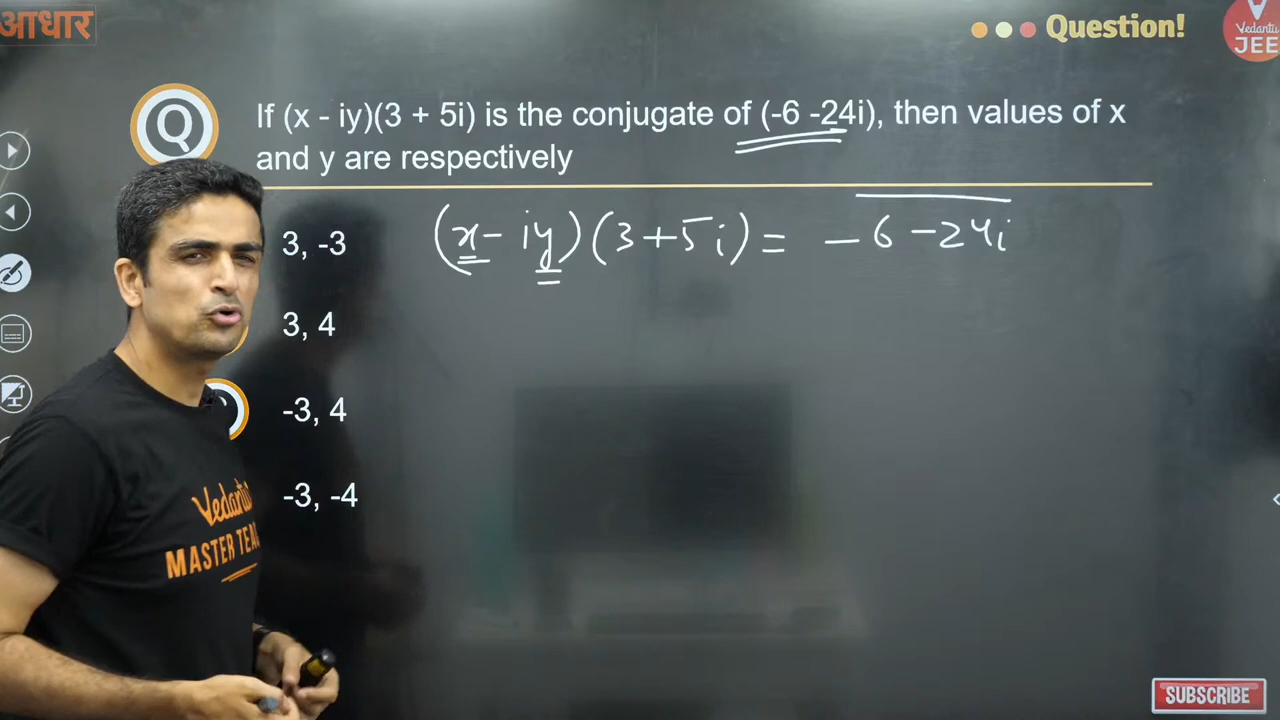 आधार
Question!
Vedantu
JEE
Q
If (x - iy)(3 + 5i) is the conjugate of (-6 -24i), then values of x
and y are respectively
(x - iy)(3+5i) = -6 -24i
3, -3
3, 4
-3, 4
-3, -4
Vedantu
MASTER
SUBSCRIBE